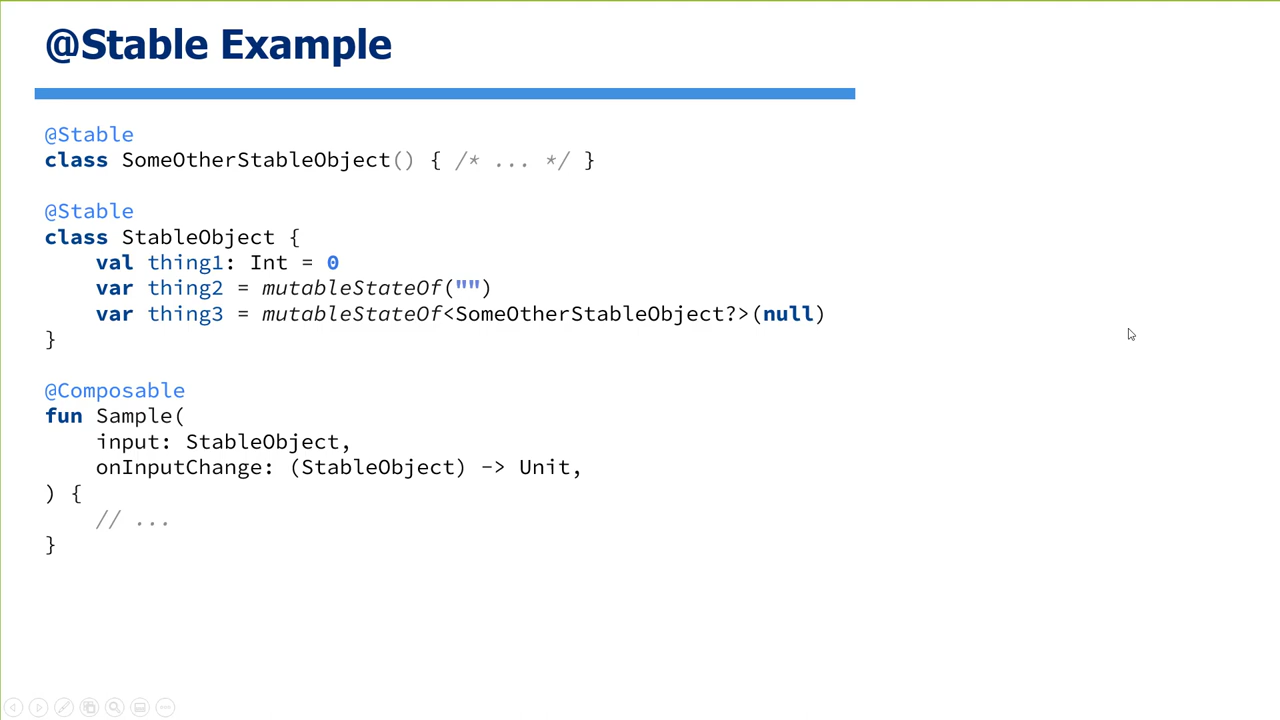 @Stable Example
@Stable
class SomeOtherStableObject() { /* ... */ }
@Stable
class StableObject {
    val thing1: Int = 0
    var thing2 = mutableStateOf("")
    var thing3 = mutableStateOf<SomeOtherStableObject?>(null)
}
@Composable
fun Sample(
    input: StableObject,
    onInputChange: (StableObject) -> Unit,
) {
    // ...
}